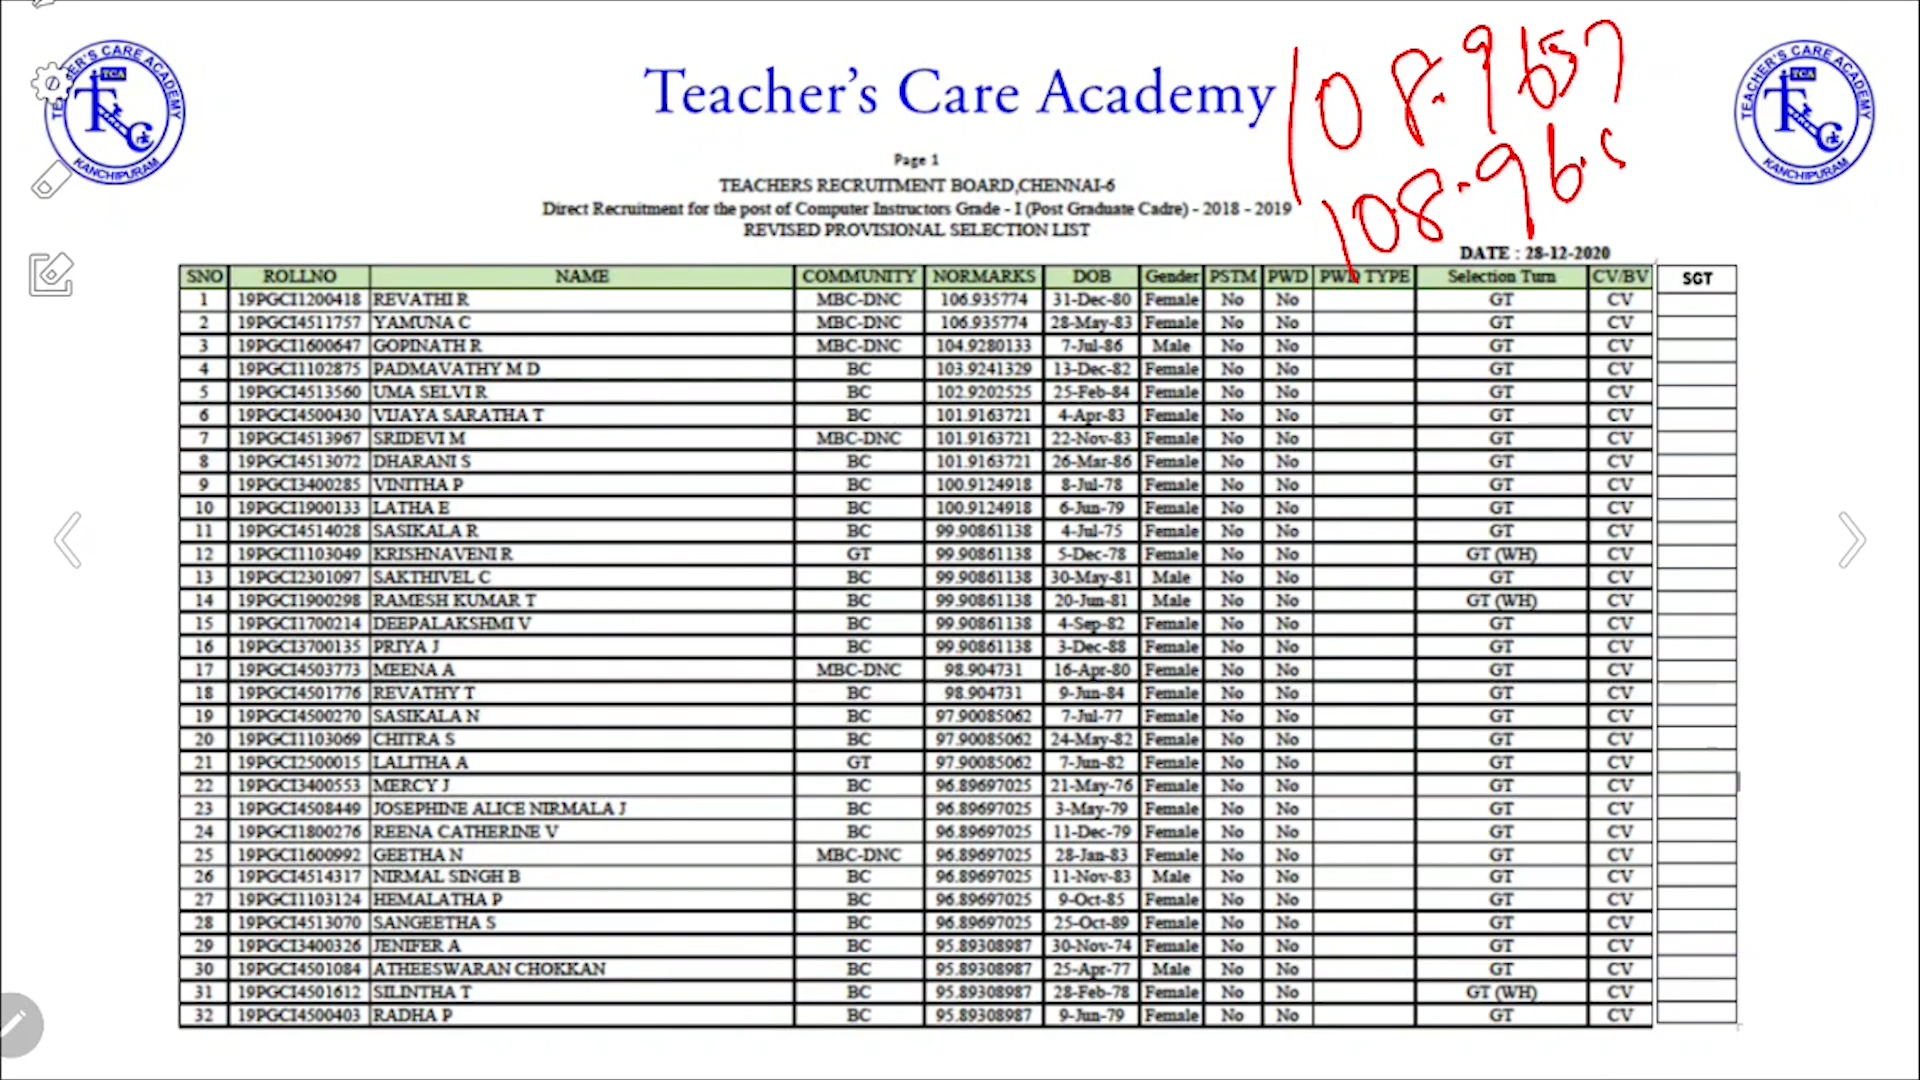 TEACHER'S CARE ACADEMY
TCA
KANCHIPURAM
Teacher's Care Academy
108.9657
108.96.
TEACHER'S CARE ACADEMY
TCA
KANCHIPURAM
Page 1
TEACHERS RECRUITMENT BOARD,CHENNAI-6
Direct Recruitment for the post of Computer Instructors Grade - I (Post Graduate Cadre) - 2018 - 2019
REVISED PROVISIONAL SELECTION LIST
DATE : 28-12-2020
SNO ROLLNO NAME COMMUNITY NORMARKS DOB Gender PSTM PWD PWD TYPE Selection Turn CV/BV SGT
1 19PGCI1200418 REVATHI R MBC-DNC 106.935774 31-Dec-80 Female No No GT CV
2 19PGCI4511757 YAMUNA C MBC-DNC 106.935774 28-May-83 Female No No GT CV
3 19PGCI1600647 GOPINATH R MBC-DNC 104.9280133 7-Jul-86 Male No No GT CV
4 19PGCI1102875 PADMAVATHY M D BC 103.9241329 13-Dec-82 Female No No GT CV
5 19PGCI4513560 UMA SELVI R BC 102.9202525 25-Feb-84 Female No No GT CV
6 19PGCI4500430 VIJAYA SARATHA T BC 101.9163721 4-Apr-83 Female No No GT CV
7 19PGCI4513967 SRIDEVI M MBC-DNC 101.9163721 22-Nov-83 Female No No GT CV
8 19PGCI4513072 DHARANI S BC 101.9163721 26-Mar-86 Female No No GT CV
9 19PGCI3400285 VINITHA P BC 100.9124918 8-Jul-78 Female No No GT CV
10 19PGCI1900133 LATHA E BC 100.9124918 6-Jun-79 Female No No GT CV
11 19PGCI4514028 SASIKALA R BC 99.90861138 4-Jul-75 Female No No GT CV
12 19PGCI1103049 KRISHNAVENI R GT 99.90861138 5-Dec-78 Female No No GT (WH) CV
13 19PGCI2301097 SAKTHIVEL C BC 99.90861138 30-May-81 Male No No GT CV
14 19PGCI1900298 RAMESH KUMAR T BC 99.90861138 20-Jun-81 Male No No GT (WH) CV
15 19PGCI1700214 DEEPALAKSHMI V BC 99.90861138 4-Sep-82 Female No No GT CV
16 19PGCI3700135 PRIYA J BC 99.90861138 3-Dec-88 Female No No GT CV
17 19PGCI4503773 MEENA A MBC-DNC 98.904731 16-Apr-80 Female No No GT CV
18 19PGCI4501776 REVATHY T BC 98.904731 9-Jun-84 Female No No GT CV
19 19PGCI4500270 SASIKALA N BC 97.90085062 7-Jul-77 Female No No GT CV
20 19PGCI1103069 CHITRA S BC 97.90085062 24-May-82 Female No No GT CV
21 19PGCI2500015 LALITHA A GT 97.90085062 7-Jun-82 Female No No GT CV
22 19PGCI3400553 MERCY J BC 96.89697025 21-May-76 Female No No GT CV
23 19PGCI4508449 JOSEPHINE ALICE NIRMALA J BC 96.89697025 3-May-79 Female No No GT CV
24 19PGCI1800276 REENA CATHERINE V BC 96.89697025 11-Dec-79 Female No No GT CV
25 19PGCI1600992 GEETHA N MBC-DNC 96.89697025 28-Jan-83 Female No No GT CV
26 19PGCI4514317 NIRMAL SINGH B BC 96.89697025 11-Nov-83 Male No No GT CV
27 19PGCI1103124 HEMALATHA P BC 96.89697025 9-Oct-85 Female No No GT CV
28 19PGCI4513070 SANGEETHA S BC 96.89697025 25-Oct-89 Female No No GT CV
29 19PGCI3400326 JENIFER A BC 95.89308987 30-Nov-74 Female No No GT CV
30 19PGCI4501084 ATHEESWARAN CHOKKAN BC 95.89308987 25-Apr-77 Male No No GT CV
31 19PGCI4501612 SILINTHA T BC 95.89308987 28-Feb-78 Female No No GT (WH) CV
32 19PGCI4500403 RADHA P BC 95.89308987 9-Jun-79 Female No No GT CV